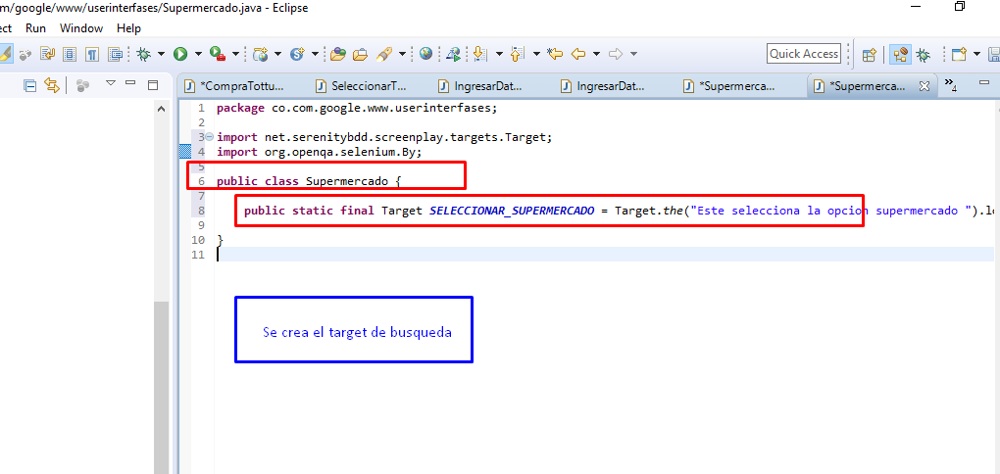 om/google/www/userinterfases/Supermercado.java - Eclipse
ect Run Window Help
Quick Access
*CompraTottu... SeleccionarT... IngresarDat... IngresarDat... *Supermerca... *Supermerca... »4
1 package co.com.google.www.userinterfases;
2
3 import net.serenitybdd.screenplay.targets.Target;
4 import org.openqa.selenium.By;
5
6 public class Supermercado {
7
8 public static final Target SELECCIONAR_SUPERMERCADO = Target.the("Este selecciona la opcion supermercado ").lo
9
10 }
11
Se crea el target de busqueda